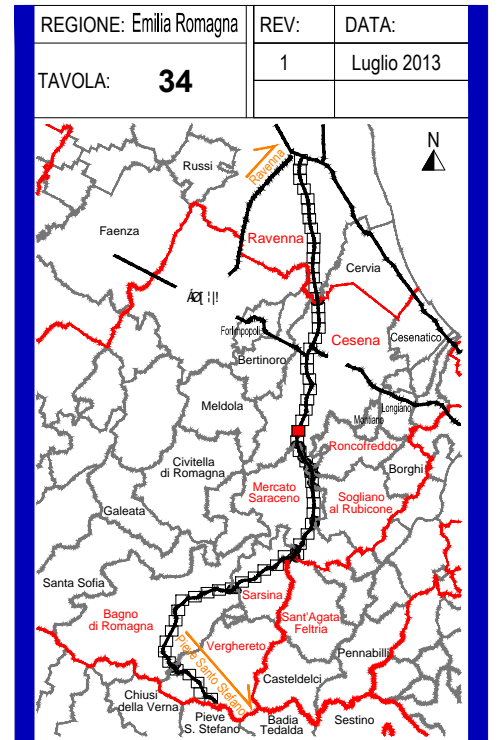 REGIONE: Emilia Romagna
REV:
DATA:
TAVOLA:
34
1
Luglio 2013
N
Russi
Ravenna
Faenza
Ravenna
Cervia
Forlimpopoli
Cesena
Cesenatico
Bertinoro
Meldola
Longiano
Montiano
Roncofreddo
Civitella
di Romagna
Borghi
Mercato
Saraceno
Sogliano
al Rubicone
Galeata
Santa Sofia
Sarsina
Bagno
di Romagna
Sant'Agata
Feltria
Verghereto
Pieve Santo Stefano
Pennabilli
Casteldelci
Chiusi
della Verna
Pieve
S. Stefano
Badia
Tedalda
Sestino